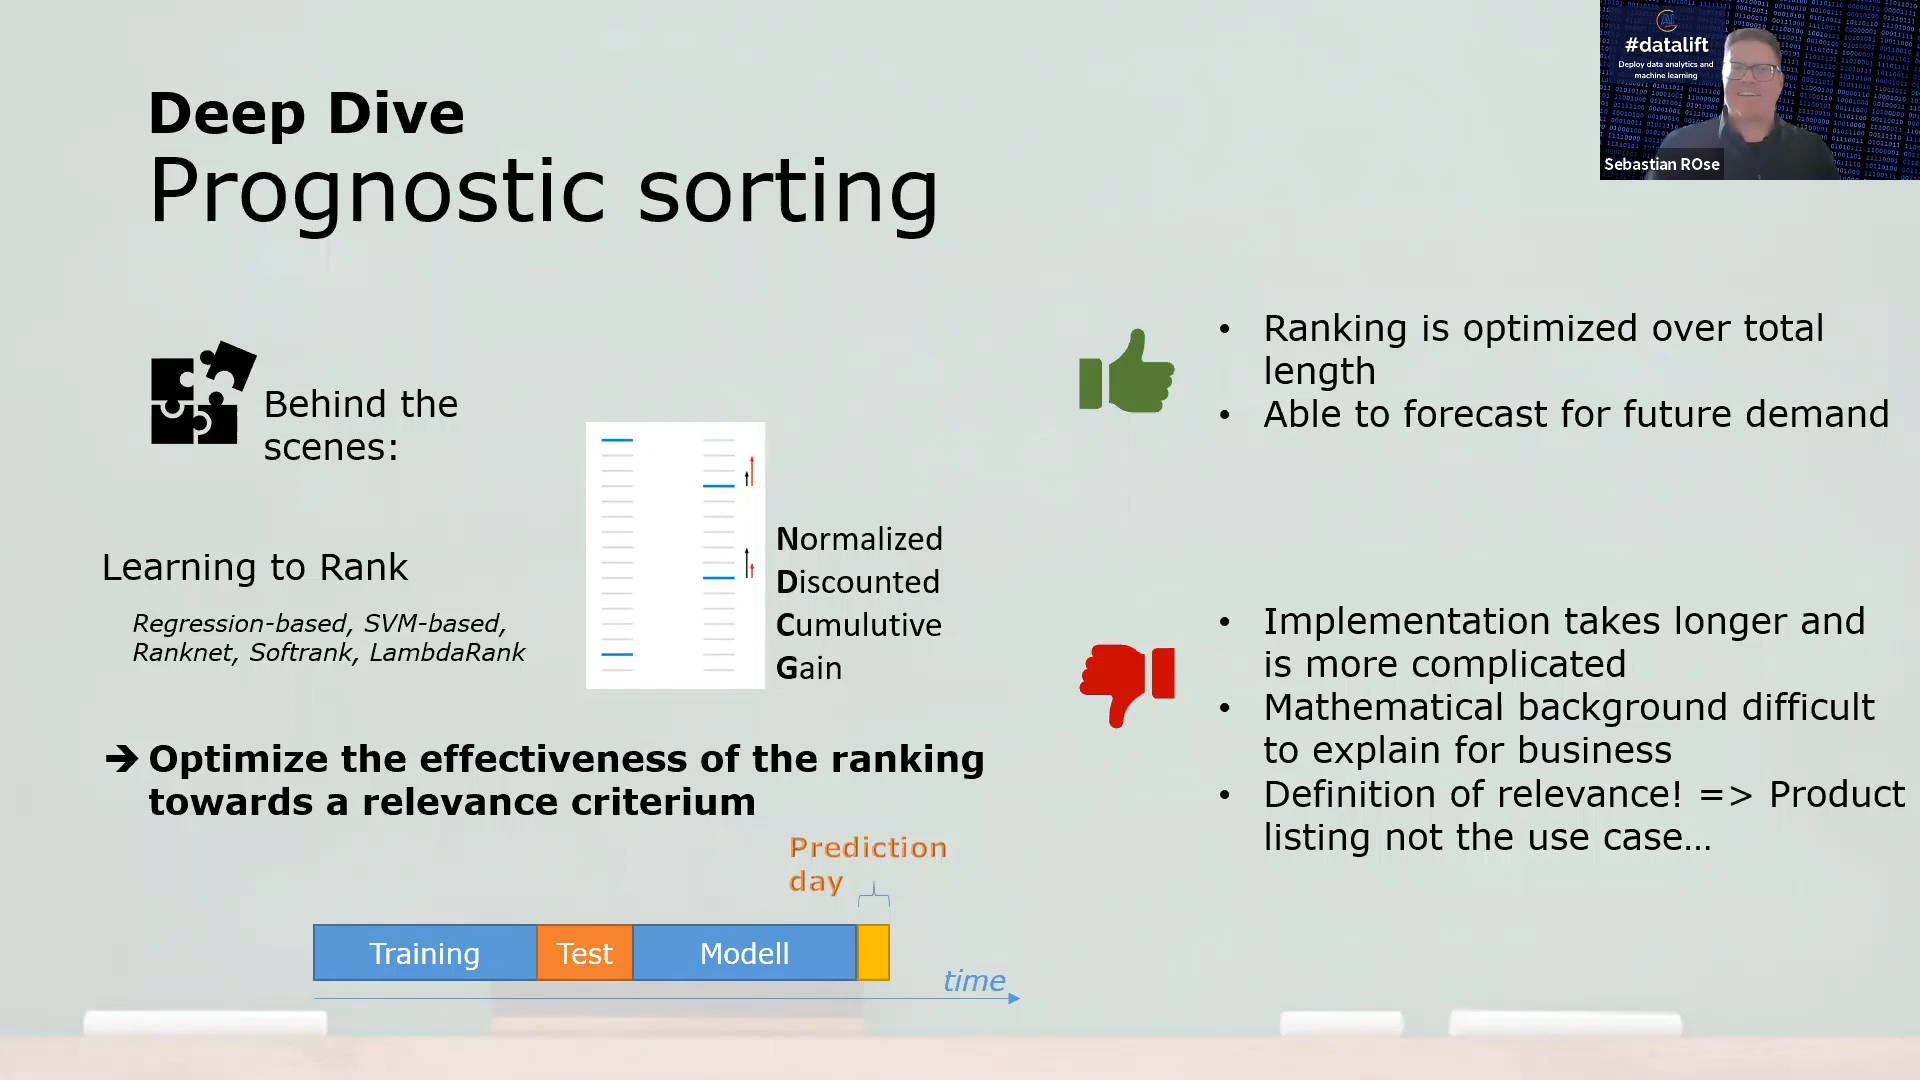 Deep Dive
Prognostic sorting
#datalift
Deploy data analytics and
machine learning
Sebastian ROse
Behind the
scenes:
Learning to Rank
Regression-based, SVM-based,
Ranknet, Softrank, LambdaRank
Normalized
Discounted
Cumulutive
Gain
➔ Optimize the effectiveness of the ranking
towards a relevance criterium
Prediction
day
Training
Test
Modell
time
• Ranking is optimized over total
length
• Able to forecast for future demand
• Implementation takes longer and
is more complicated
• Mathematical background difficult
to explain for business
• Definition of relevance! => Product
listing not the use case...